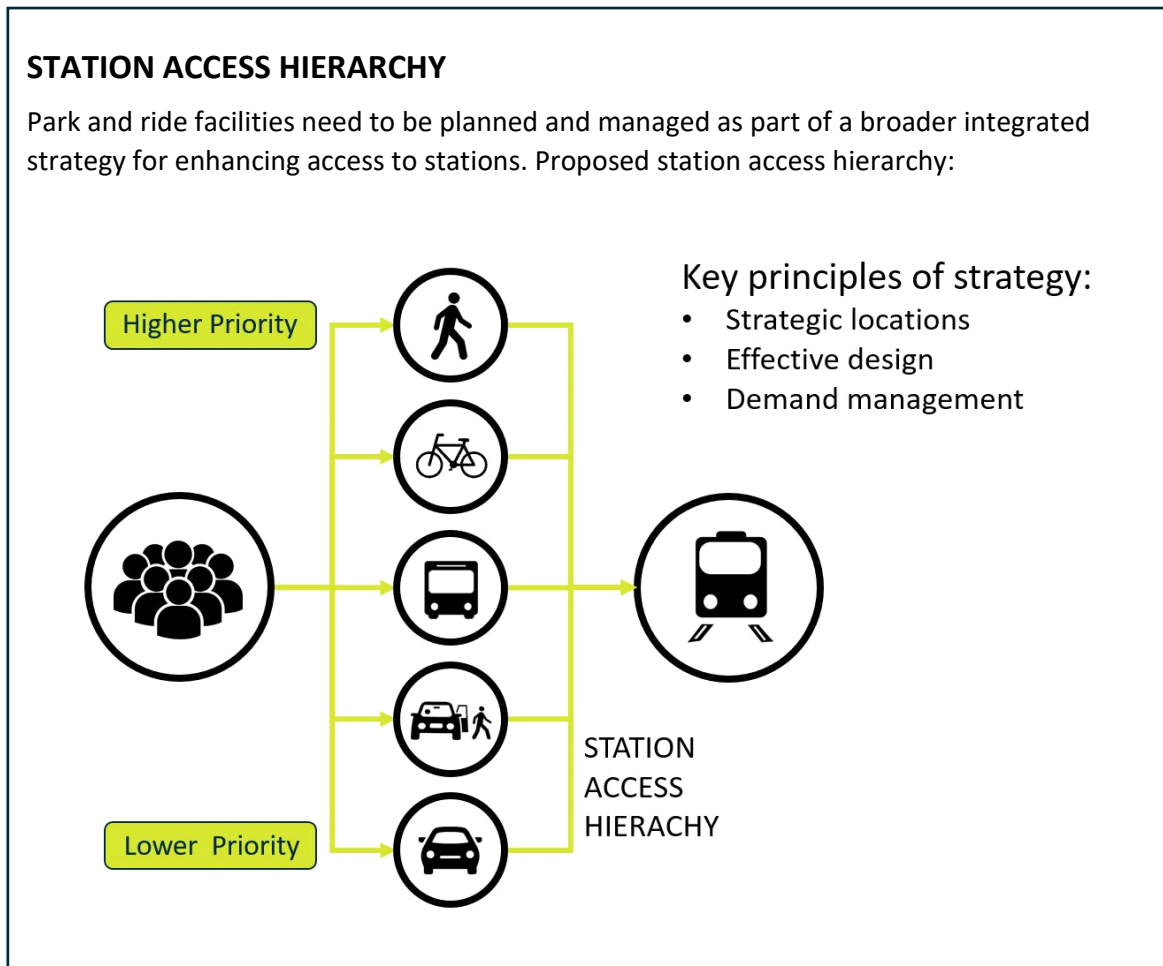 STATION ACCESS HIERARCHY
Park and ride facilities need to be planned and managed as part of a broader integrated
strategy for enhancing access to stations. Proposed station access hierarchy:
Key principles of strategy:
• Strategic locations
• Effective design
• Demand management
Higher Priority
STATION
ACCESS
HIERACHY
Lower Priority